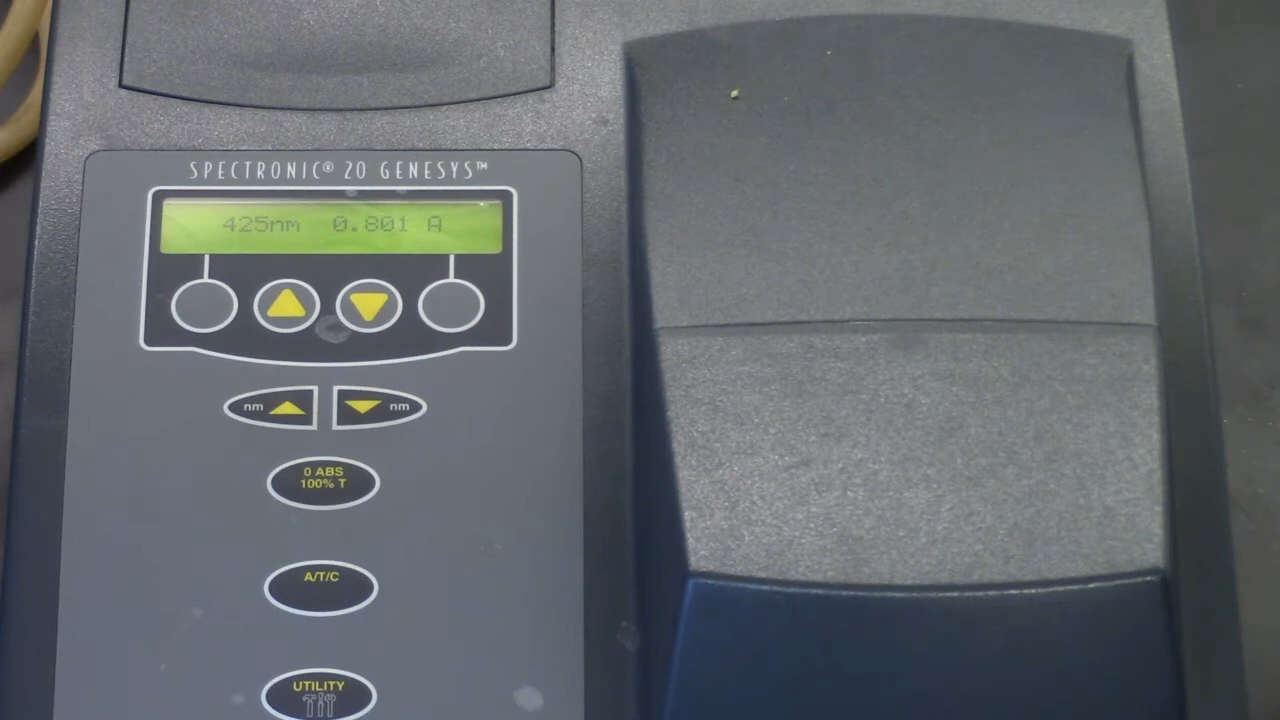 SPECTRONIC® 20 GENESYS™
425nm 0.801 A
nm nm
0 ABS
100% T
A/T/C
UTILITY